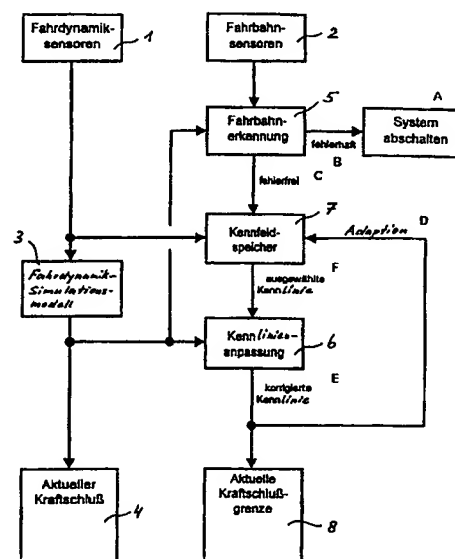 Fahrdynamik-
sensoren
1
Fahrbahn-
sensoren
2
5
Fahrbahn-
erkennung
A
System
abschalten
fehlerhaft
B
fehlerfrei
C
7
Kennfeld-
speicher
Adaption
D
3
Fahrdynamik-
Simulations-
modell
ausgewählte
Kennlinie
F
Kennlinien-
anpassung
6
E
korrigierte
Kennlinie
Aktueller
Kraftschluß
4
Aktuelle
Kraftschluß-
grenze
8